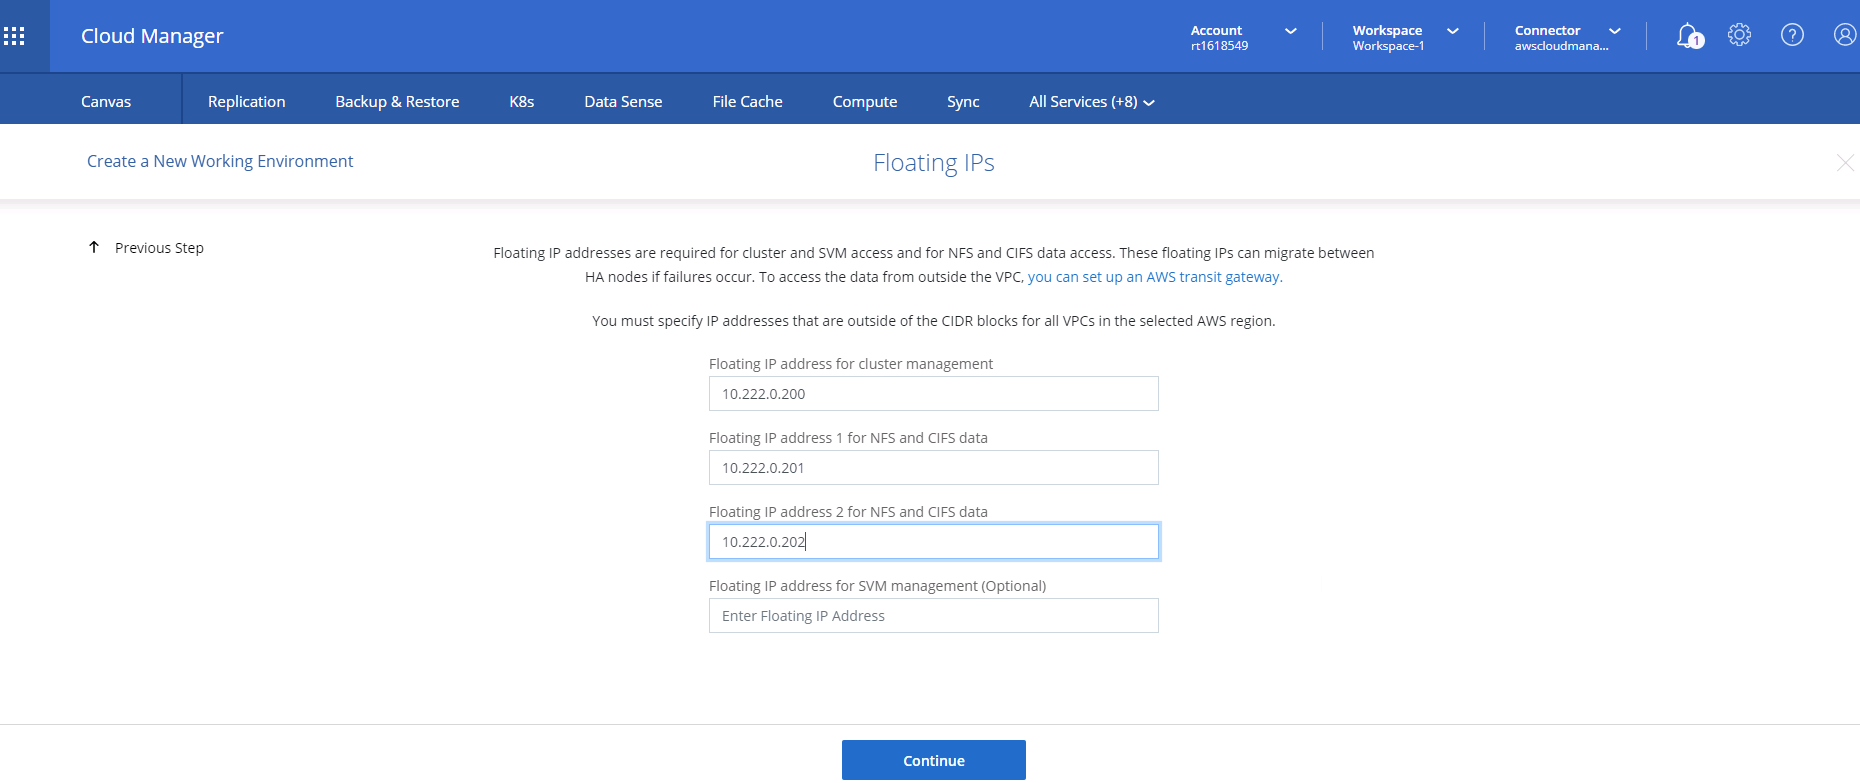 Cloud Manager
Account
rt1618549
Workspace
Workspace-1
Connector
awscloudmana...
1
Canvas
Replication
Backup & Restore
K8s
Data Sense
File Cache
Compute
Sync
All Services (+8)
Create a New Working Environment
Floating IPs
Previous Step
Floating IP addresses are required for cluster and SVM access and for NFS and CIFS data access. These floating IPs can migrate between
HA nodes if failures occur. To access the data from outside the VPC, you can set up an AWS transit gateway.
You must specify IP addresses that are outside of the CIDR blocks for all VPCs in the selected AWS region.
Floating IP address for cluster management
10.222.0.200
Floating IP address 1 for NFS and CIFS data
10.222.0.201
Floating IP address 2 for NFS and CIFS data
10.222.0.202
Floating IP address for SVM management (Optional)
Enter Floating IP Address
Continue